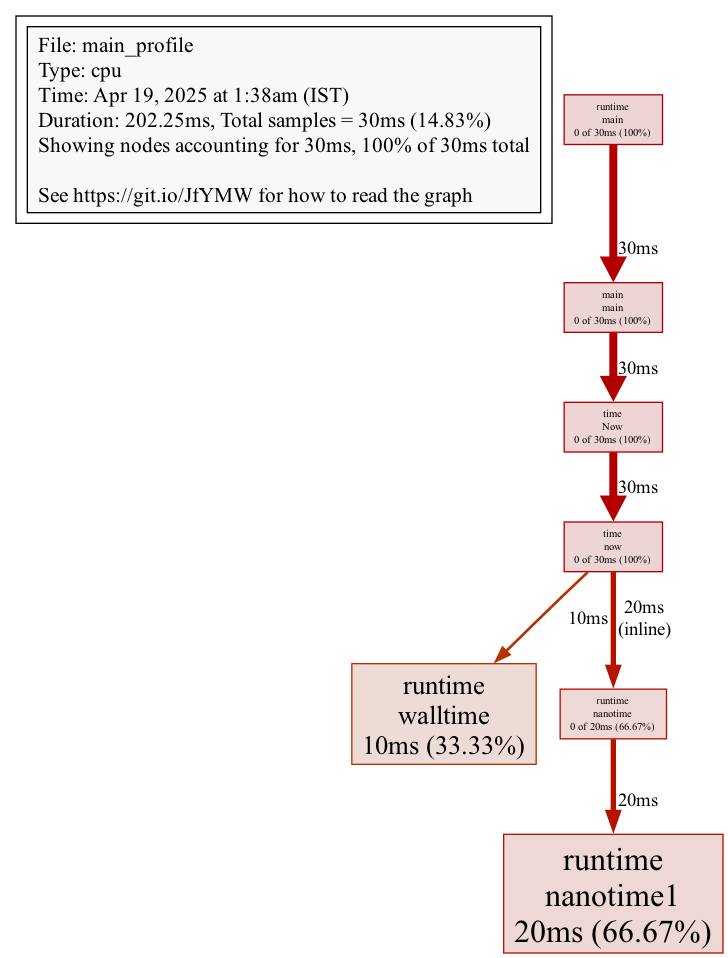 File: main_profile
Type: cpu
Time: Apr 19, 2025 at 1:38am (IST)
Duration: 202.25ms, Total samples = 30ms (14.83%)
Showing nodes accounting for 30ms, 100% of 30ms total
See https://git.io/JfYMW for how to read the graph
runtime
main
0 of 30ms (100%)
30ms
main
main
0 of 30ms (100%)
30ms
time
Now
0 of 30ms (100%)
30ms
time
now
0 of 30ms (100%)
10ms
20ms
(inline)
runtime
walltime
10ms (33.33%)
runtime
nanotime
0 of 20ms (66.67%)
20ms
runtime
nanotime1
20ms (66.67%)